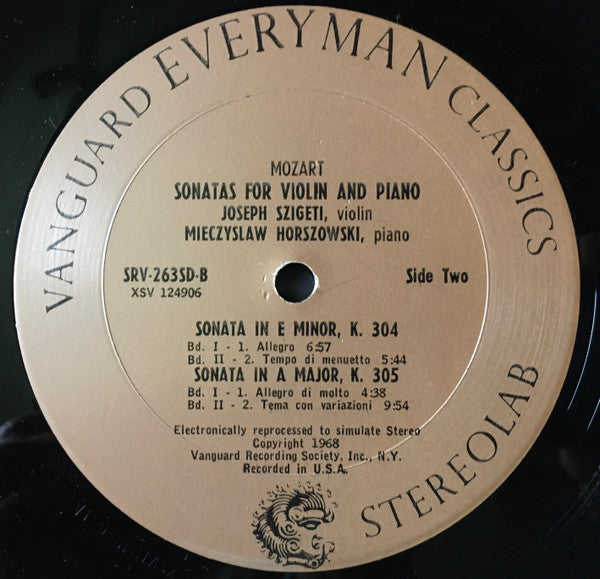 VANGUARD EVERYMAN CLASSICS
MOZART
SONATAS FOR VIOLIN AND PIANO
JOSEPH SZIGETI, violin
MIECZYSLAW HORSZOWSKI, piano
SRV-263SD-B Side Two
XSV 124906
SONATA IN E MINOR, K. 304
Bd. I - 1. Allegro 6:57
Bd. II - 2. Tempo di menuetto 5:44
SONATA IN A MAJOR, K. 305
Bd. I - 1. Allegro di molto 4:38
Bd. II - 2. Tema con variazioni 9:54
Electronically reprocessed to simulate Stereo
Copyright 1968
Vanguard Recording Society, Inc., N.Y.
Recorded in U.S.A.
STEREOLAB